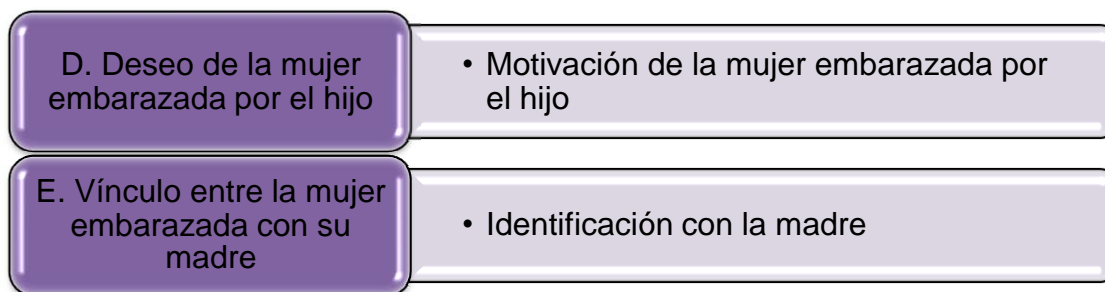 D. Deseo de la mujer
embarazada por el hijo
• Motivación de la mujer embarazada por
el hijo
E. Vínculo entre la mujer
embarazada con su
madre
• Identificación con la madre